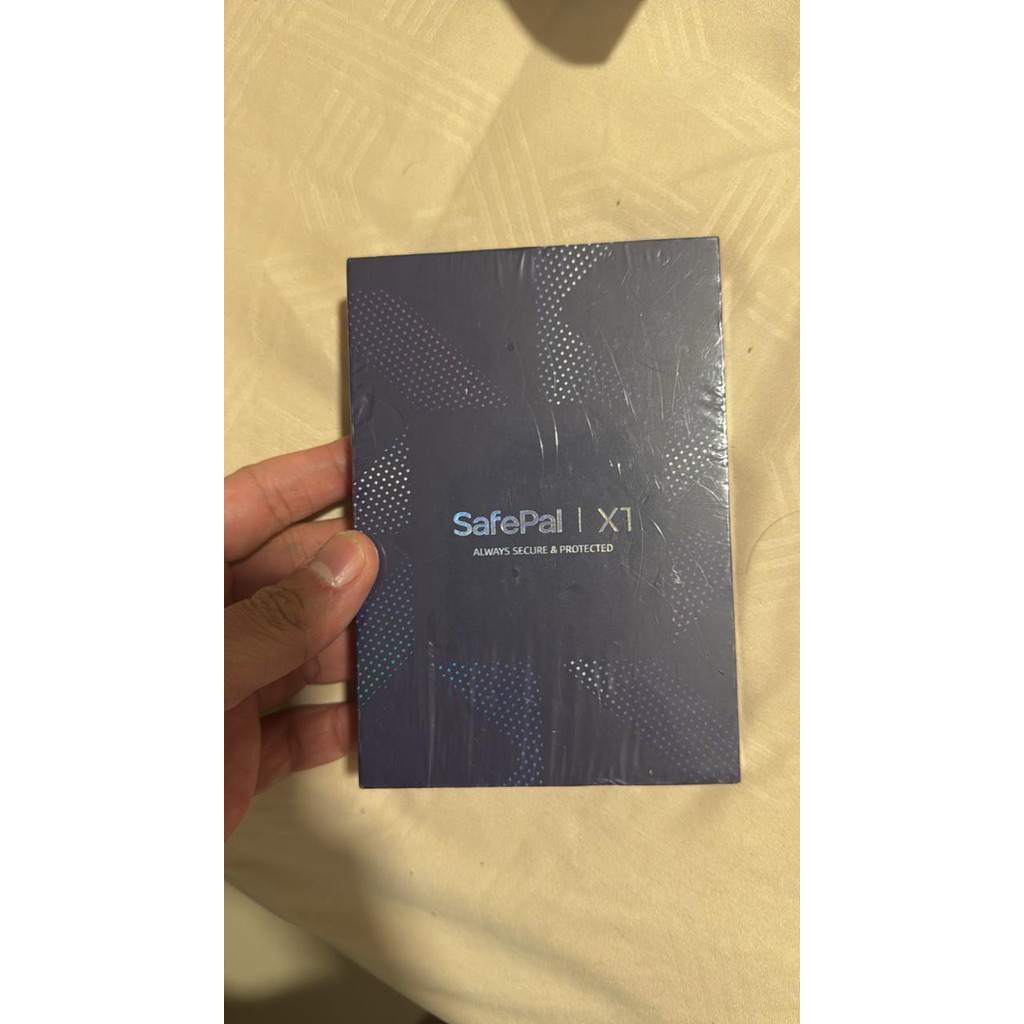 SafePal | X1
ALWAYS SECURE & PROTECTED